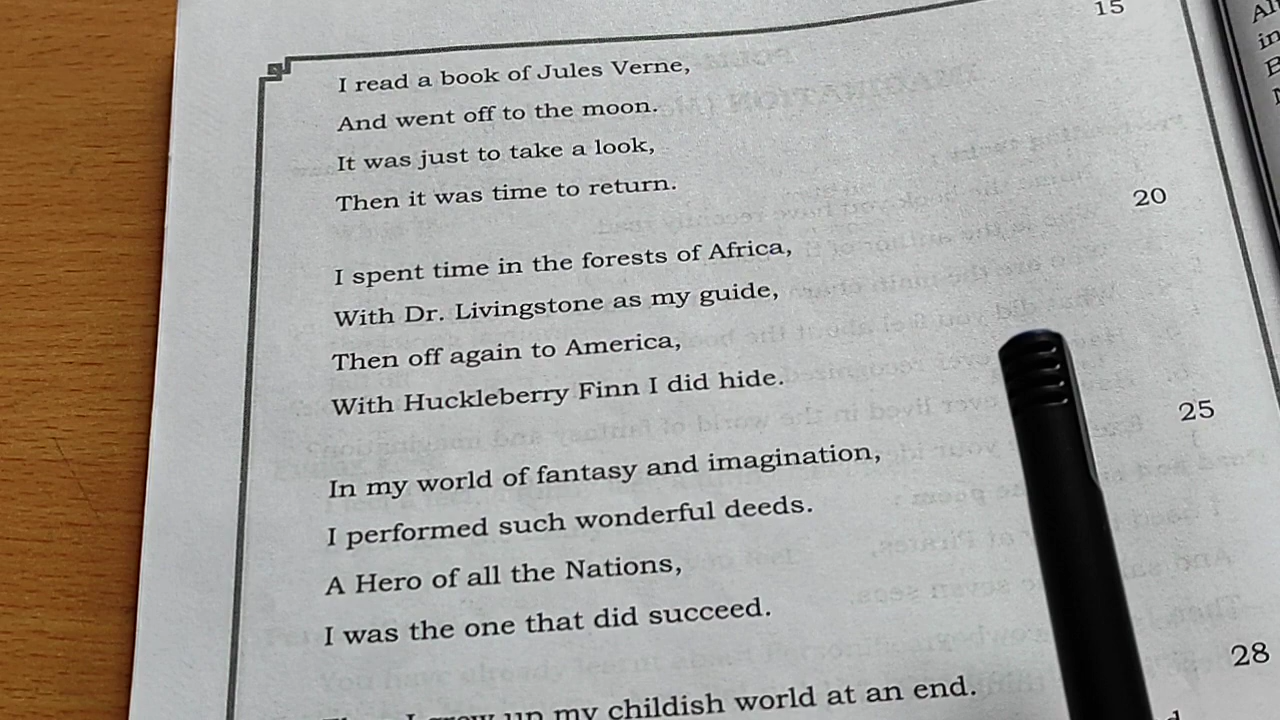 15
I read a book of Jules Verne,
And went off to the moon.
It was just to take a look,
Then it was time to return.
20
I spent time in the forests of Africa,
With Dr. Livingstone as my guide,
Then off again to America,
With Huckleberry Finn I did hide.
25
In my world of fantasy and imagination,
I performed such wonderful deeds.
A Hero of all the Nations,
I was the one that did succeed.
28
I grew up my childish world at an end.